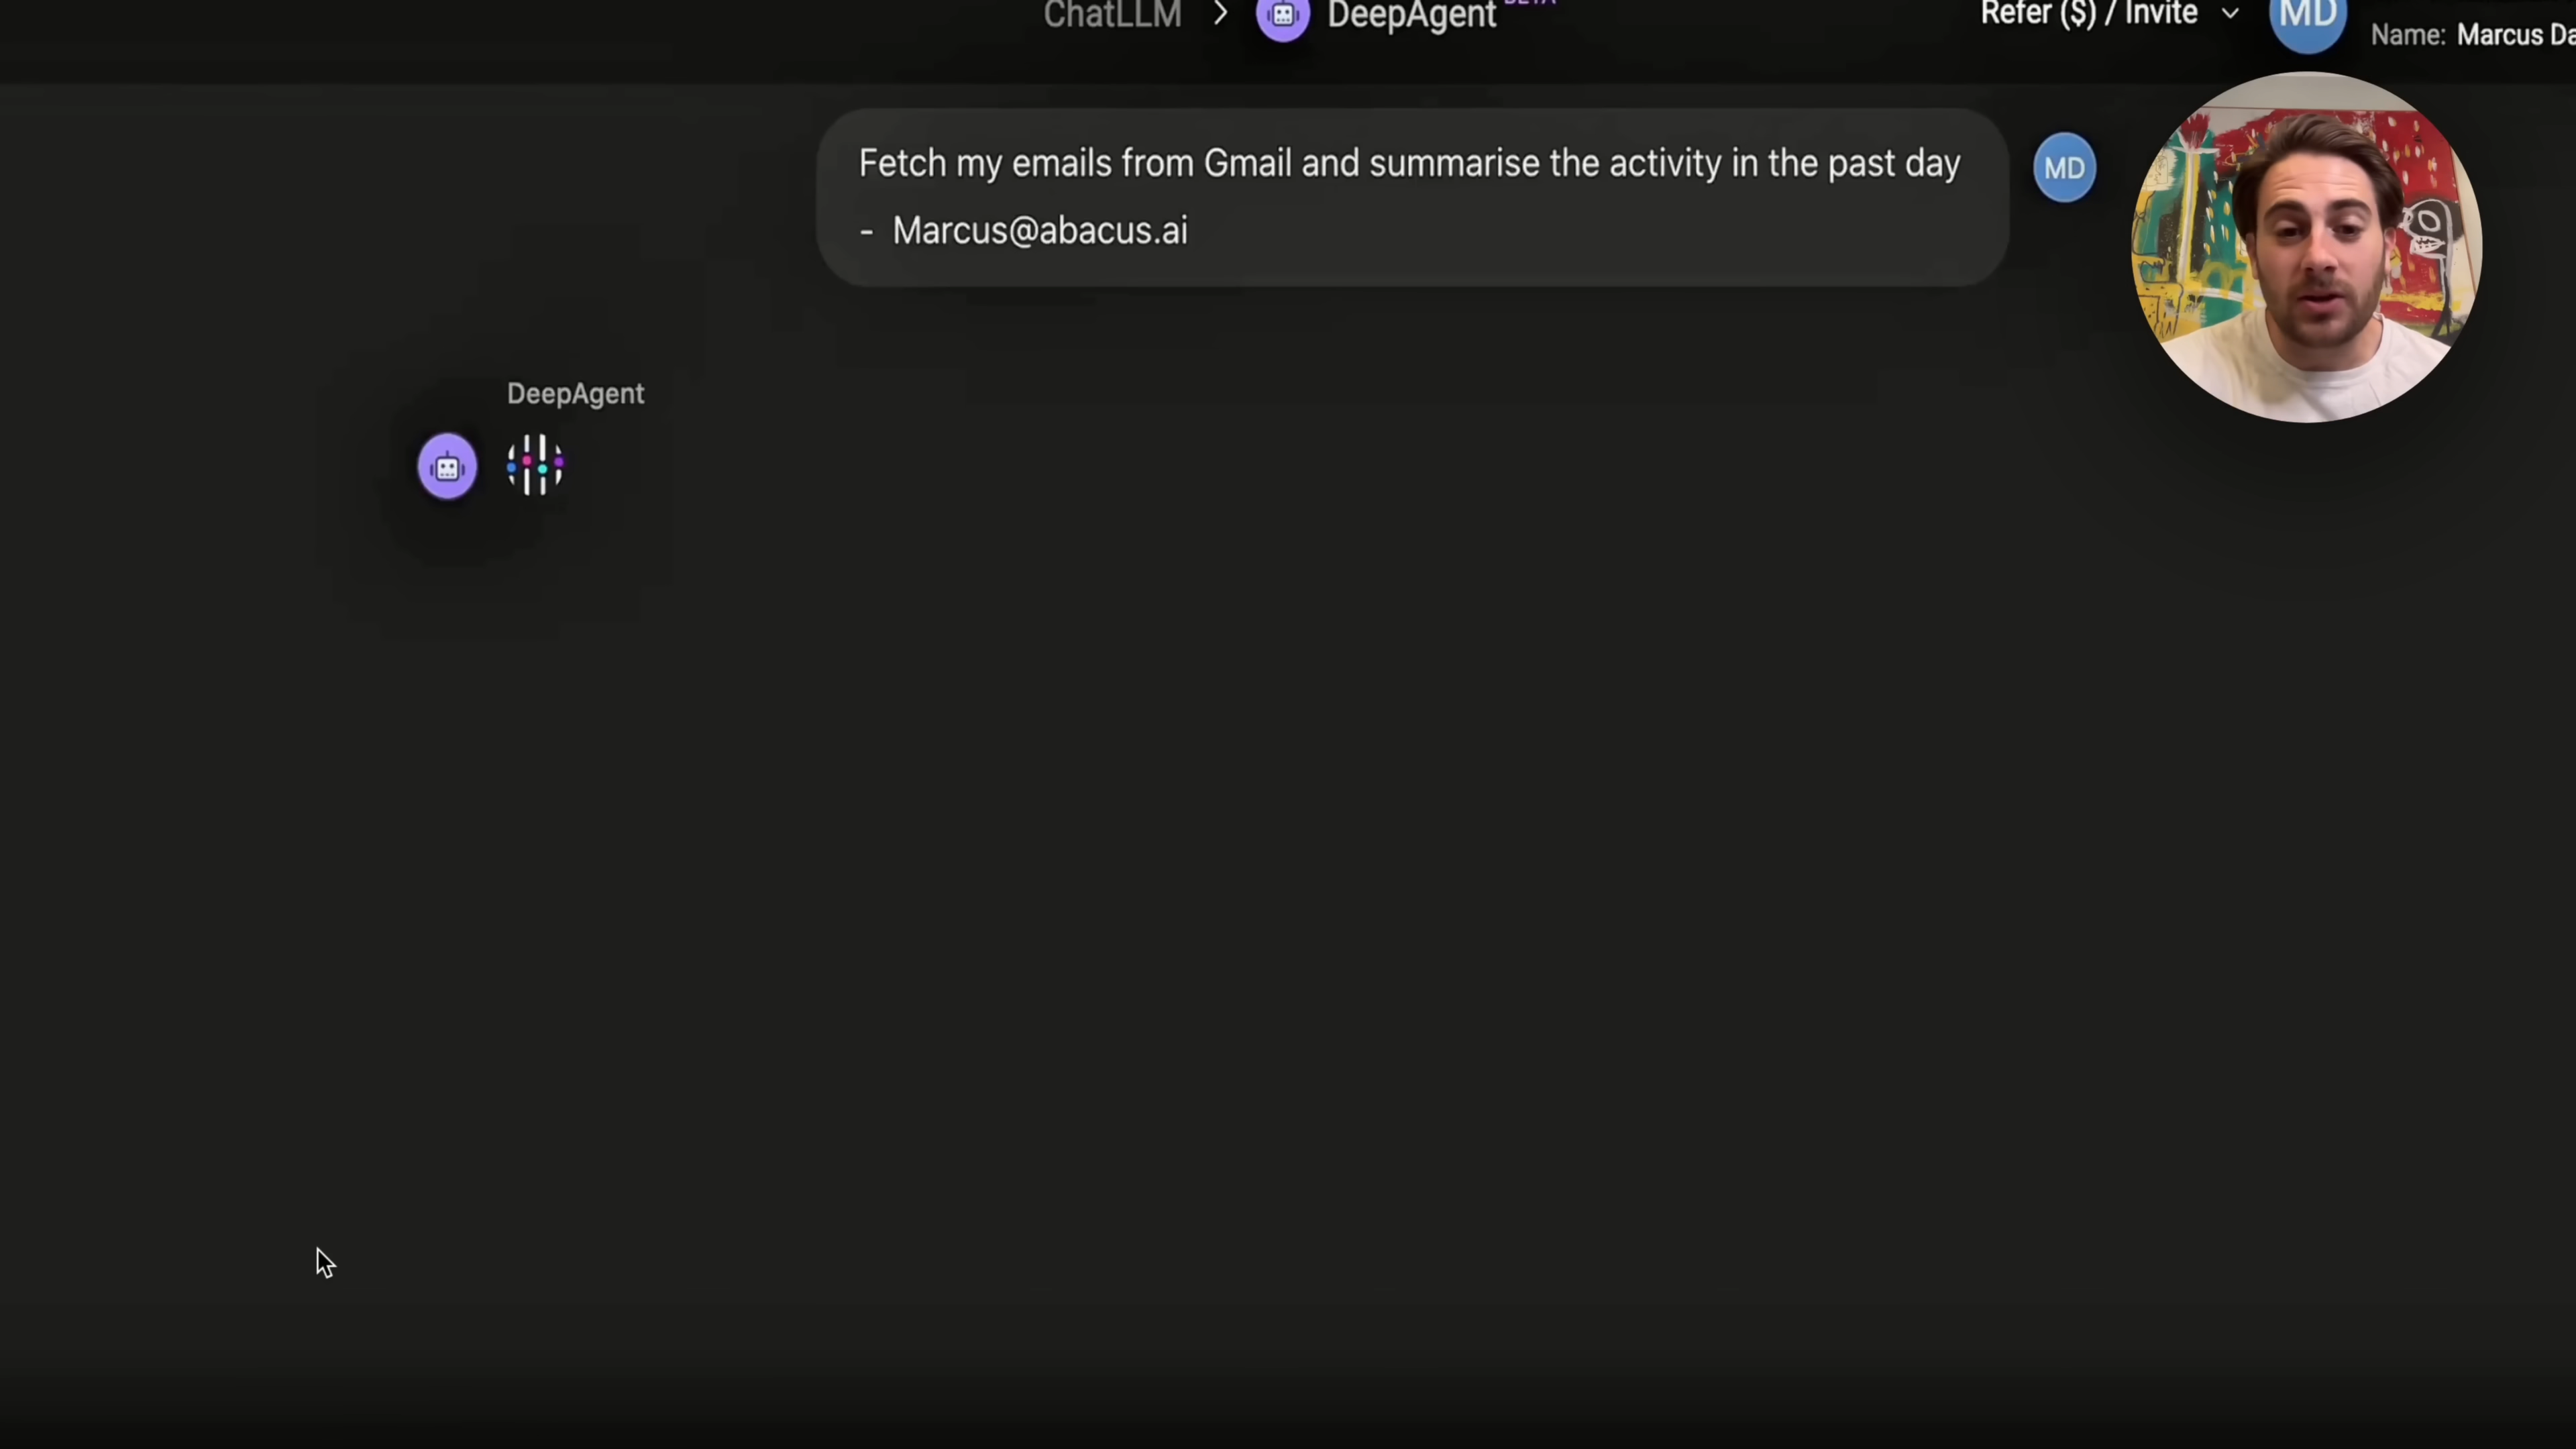 ChatLLM > DeepAgent BETA
Refer ($) / Invite
MD
Name: Marcus
Fetch my emails from Gmail and summarise the activity in the past day
- Marcus@abacus.ai
MD
DeepAgent